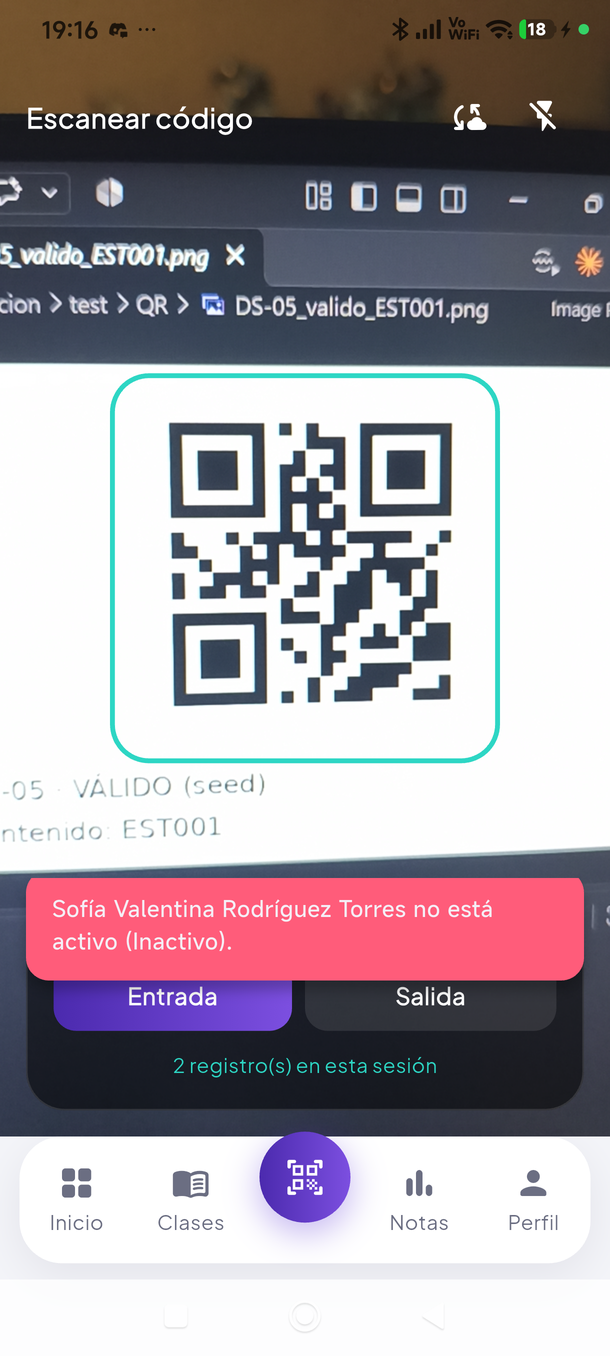 19:16 ···
Vo WiFi 18
Escanear código
5_valido_EST001.png
cion > test > QR > DS-05_valido_EST001.png Image
-05 · VÁLIDO (seed)
ntenido: EST001
Sofía Valentina Rodríguez Torres no está
activo (Inactivo).
Entrada Salida
2 registro(s) en esta sesión
Inicio Clases Notas Perfil